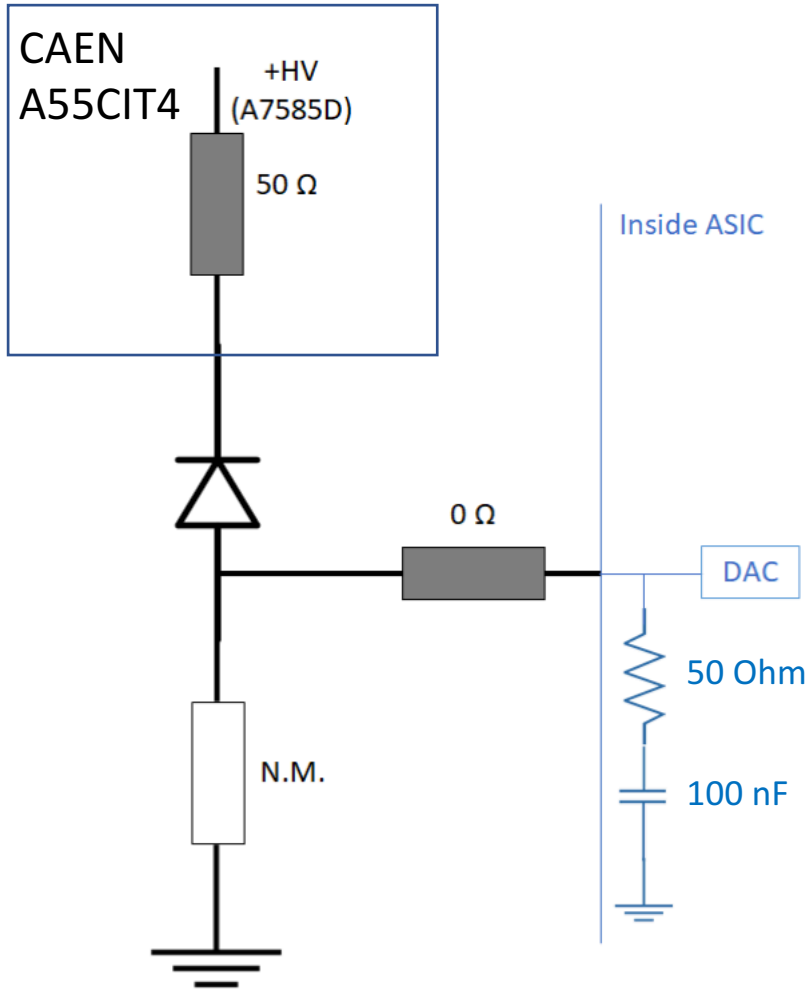 CAEN
A55CIT4
+HV
(A7585D)
50 Ω
Inside ASIC
0 Ω
DAC
50 Ohm
N.M.
100 nF